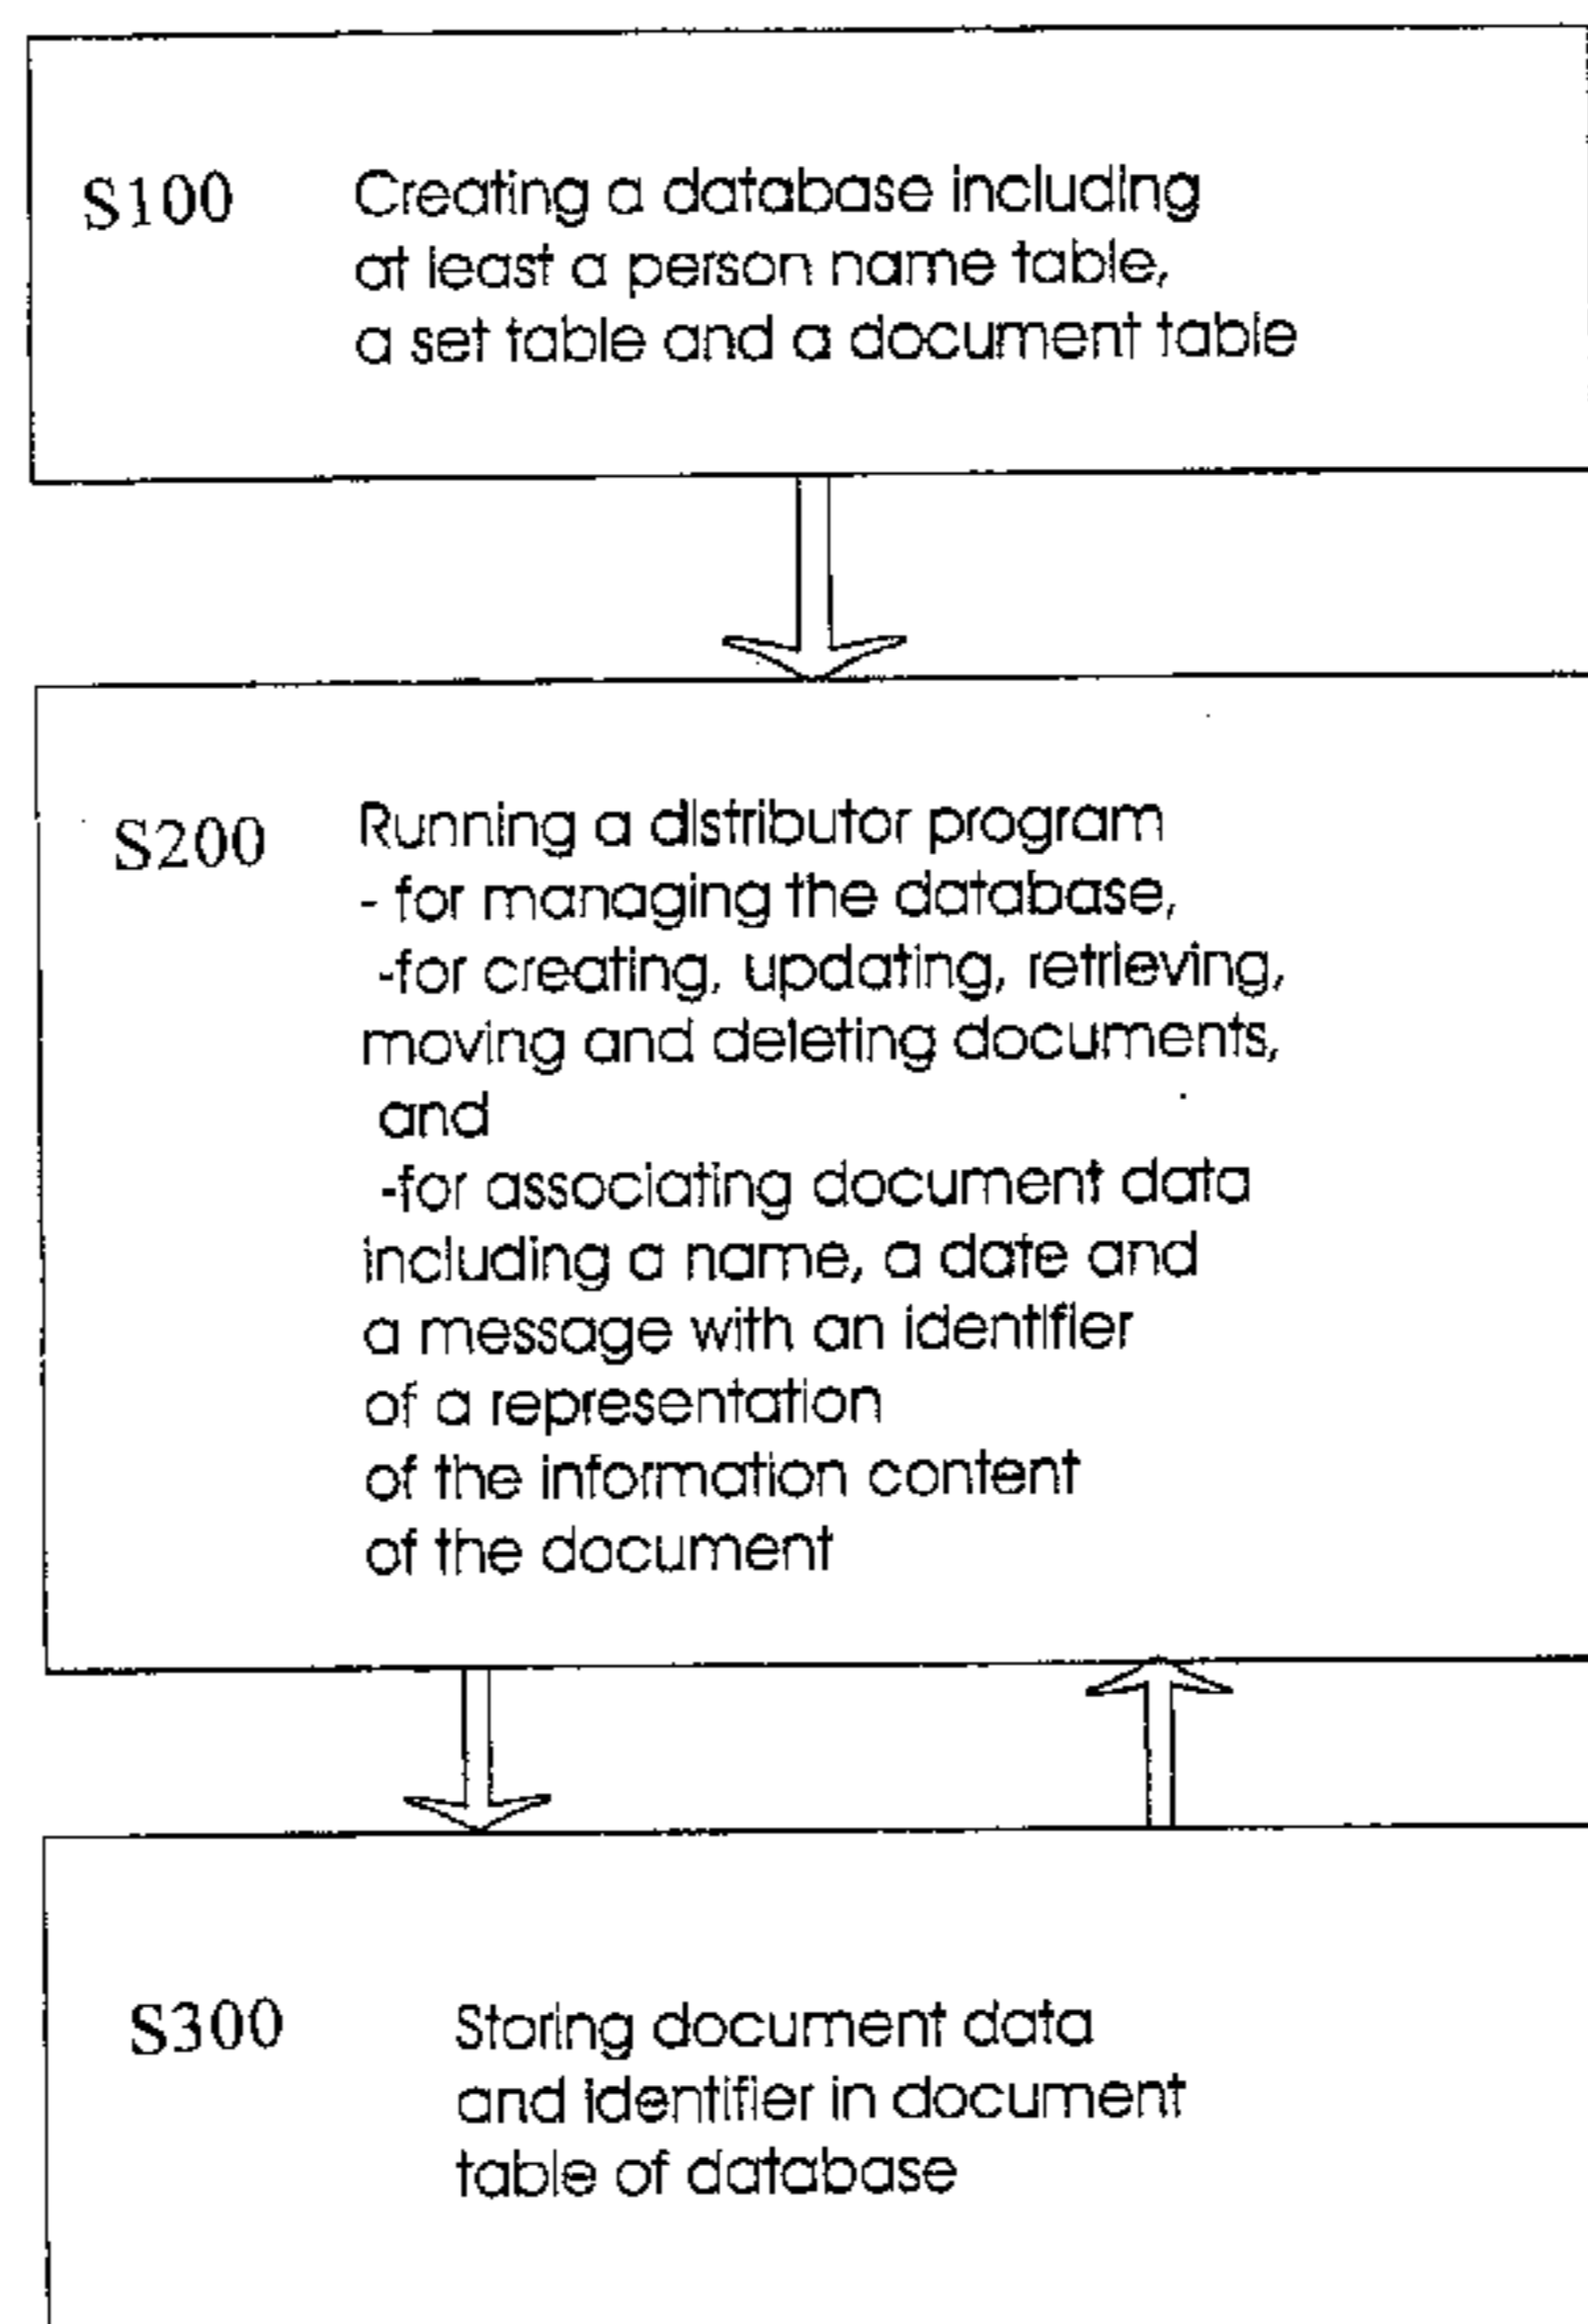 S100 Creating a database including
at least a person name table,
a set table and a document table
S200 Running a distributor program
- for managing the database,
-for creating, updating, retrieving,
moving and deleting documents,
and
-for associating document data
including a name, a date and
a message with an identifier
of a representation
of the information content
of the document
S300 Storing document data
and identifier in document
table of database